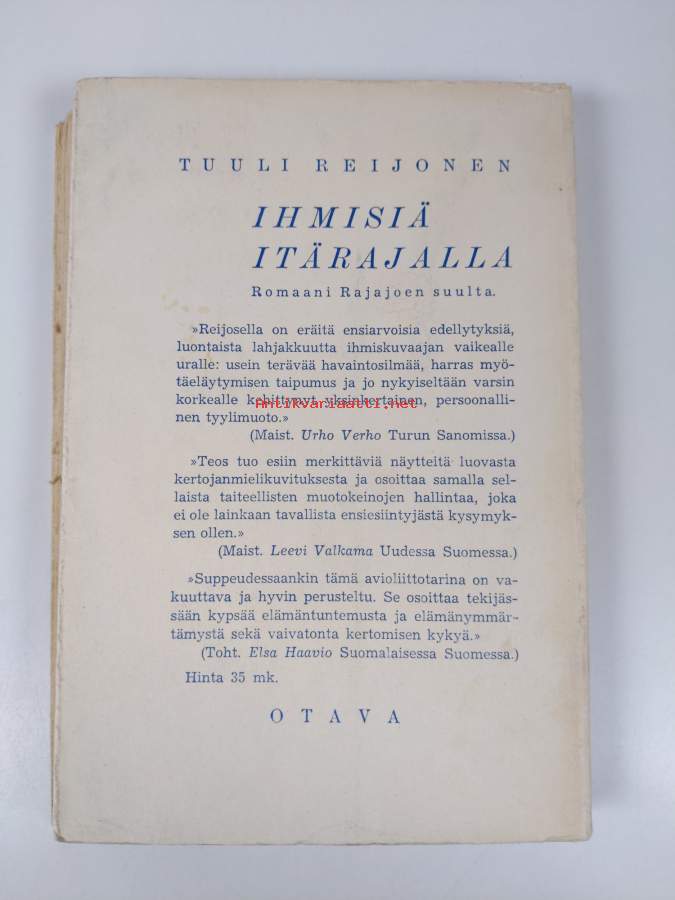 TUULI REIJONEN
IHMISIÄ
ITÄRAJALLA
Romaani Rajajoen suulta.
»Reijosella on eräitä ensiarvoisia edellytyksiä,
luontaista lahjakkuutta ihmiskuvaajan vaikealle
uralle: usein terävää havaintosilmää, harras myö-
täeläytymisen taipumus ja jo nykyiseltään varsin
korkealle kehittynyt yksinkertainen, persoonalli-
antikvariaatti.net
nen tyylimuoto.»
(Maist. Urho Verho Turun Sanomissa.)
»Teos tuo esiin merkittäviä näytteitä luovasta
kertojanmielikuvituksesta ja osoittaa samalla sel-
laista taiteellisten muotokeinojen hallintaa, joka
ei ole lainkaan tavallista ensiesiintyjästä kysymyk-
sen ollen.»
(Maist. Leevi Valkama Uudessa Suomessa.)
»Suppeudessaankin tämä avioliittotarina on va-
kuuttava ja hyvin perusteltu. Se osoittaa tekijäs-
sään kypsää elämäntuntemusta ja elämänymmär-
tämystä sekä vaivatonta kertomisen kykyä.»
(Toht. Elsa Haavio Suomalaisessa Suomessa.)
Hinta 35 mk.
OTAVA